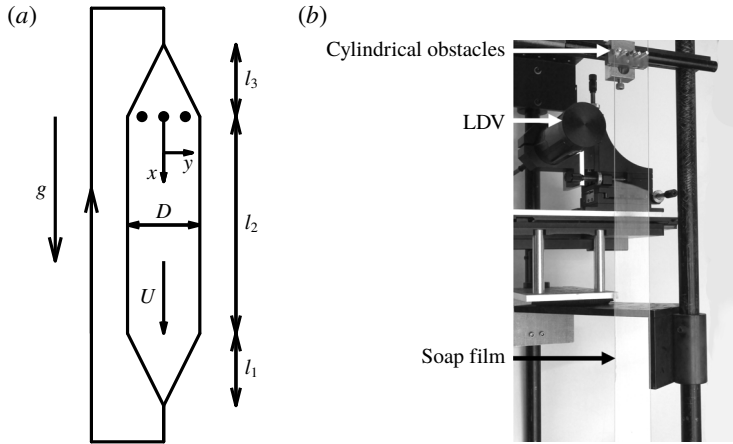 (a)
l3
x
y
g
D
l2
U
l1
(b)
Cylindrical obstacles
LDV
Soap film